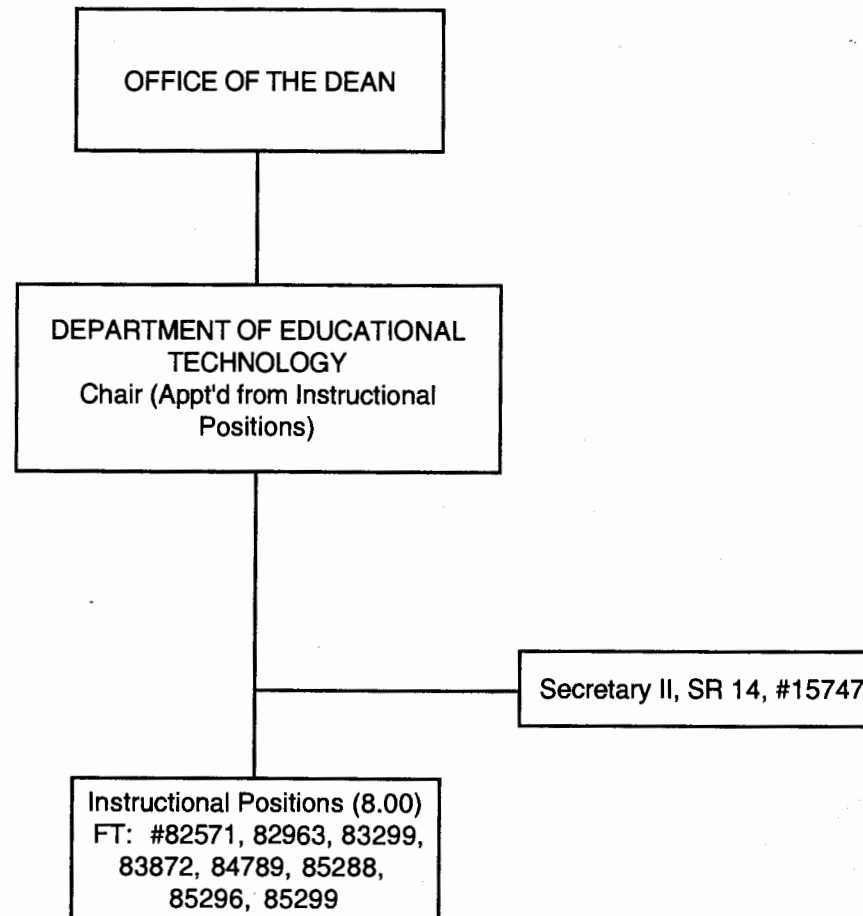 OFFICE OF THE DEAN
DEPARTMENT OF EDUCATIONAL
TECHNOLOGY
Chair (Appt'd from Instructional
Positions)
Secretary II, SR 14, #15747
Instructional Positions (8.00)
FT: #82571, 82963, 83299,
83872, 84789, 85288,
85296, 85299